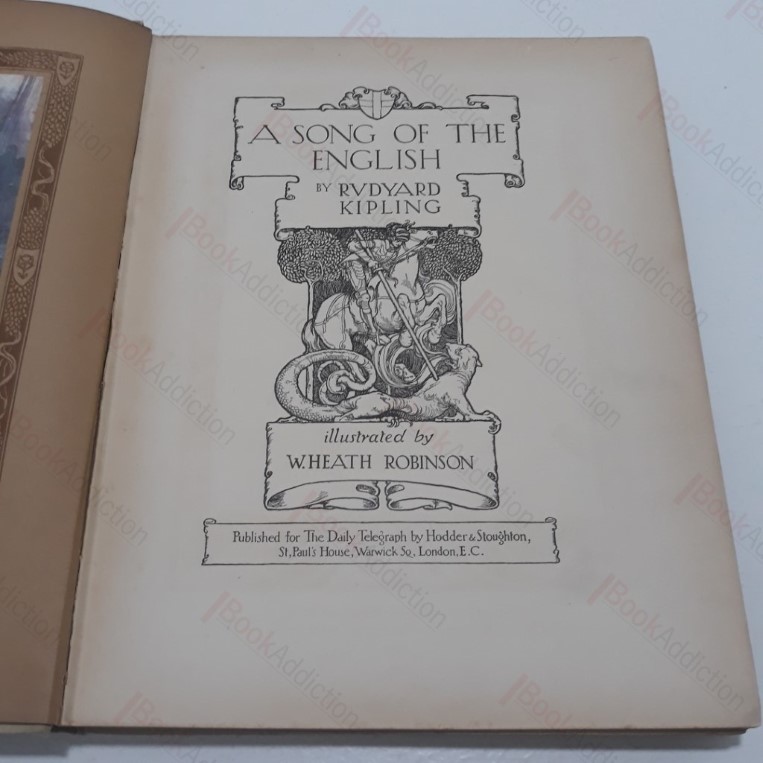 A SONG OF THE
ENGLISH
BY RVDYARD
KIPLING
illustrated by
W. HEATH ROBINSON
Published for The Daily Telegraph by Hodder & Stoughton,
St, Paul's House, Warwick Sq. London, E.C.
BookAddiction